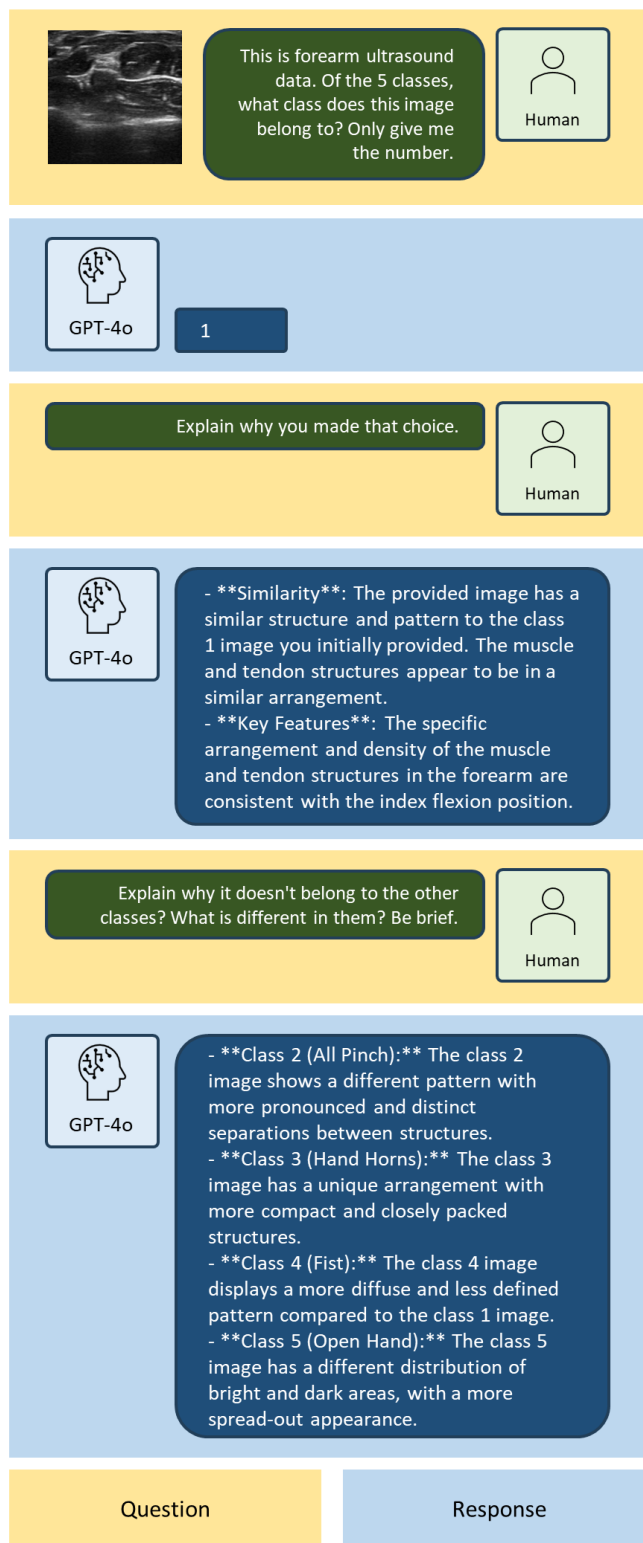 This is forearm ultrasound
data. Of the 5 classes,
what class does this image
belong to? Only give me
the number.
Human
GPT-4o
1
Explain why you made that choice.
Human
GPT-4o
- **Similarity**: The provided image has a
similar structure and pattern to the class
1 image you initially provided. The muscle
and tendon structures appear to be in a
similar arrangement.
- **Key Features**: The specific
arrangement and density of the muscle
and tendon structures in the forearm are
consistent with the index flexion position.
Explain why it doesn't belong to the other
classes? What is different in them? Be brief.
Human
GPT-4o
- **Class 2 (All Pinch):** The class 2
image shows a different pattern with
more pronounced and distinct
separations between structures.
- **Class 3 (Hand Horns):** The class 3
image has a unique arrangement with
more compact and closely packed
structures.
- **Class 4 (Fist):** The class 4 image
displays a more diffuse and less defined
pattern compared to the class 1 image.
- **Class 5 (Open Hand):** The class 5
image has a different distribution of
bright and dark areas, with a more
spread-out appearance.
Question
Response